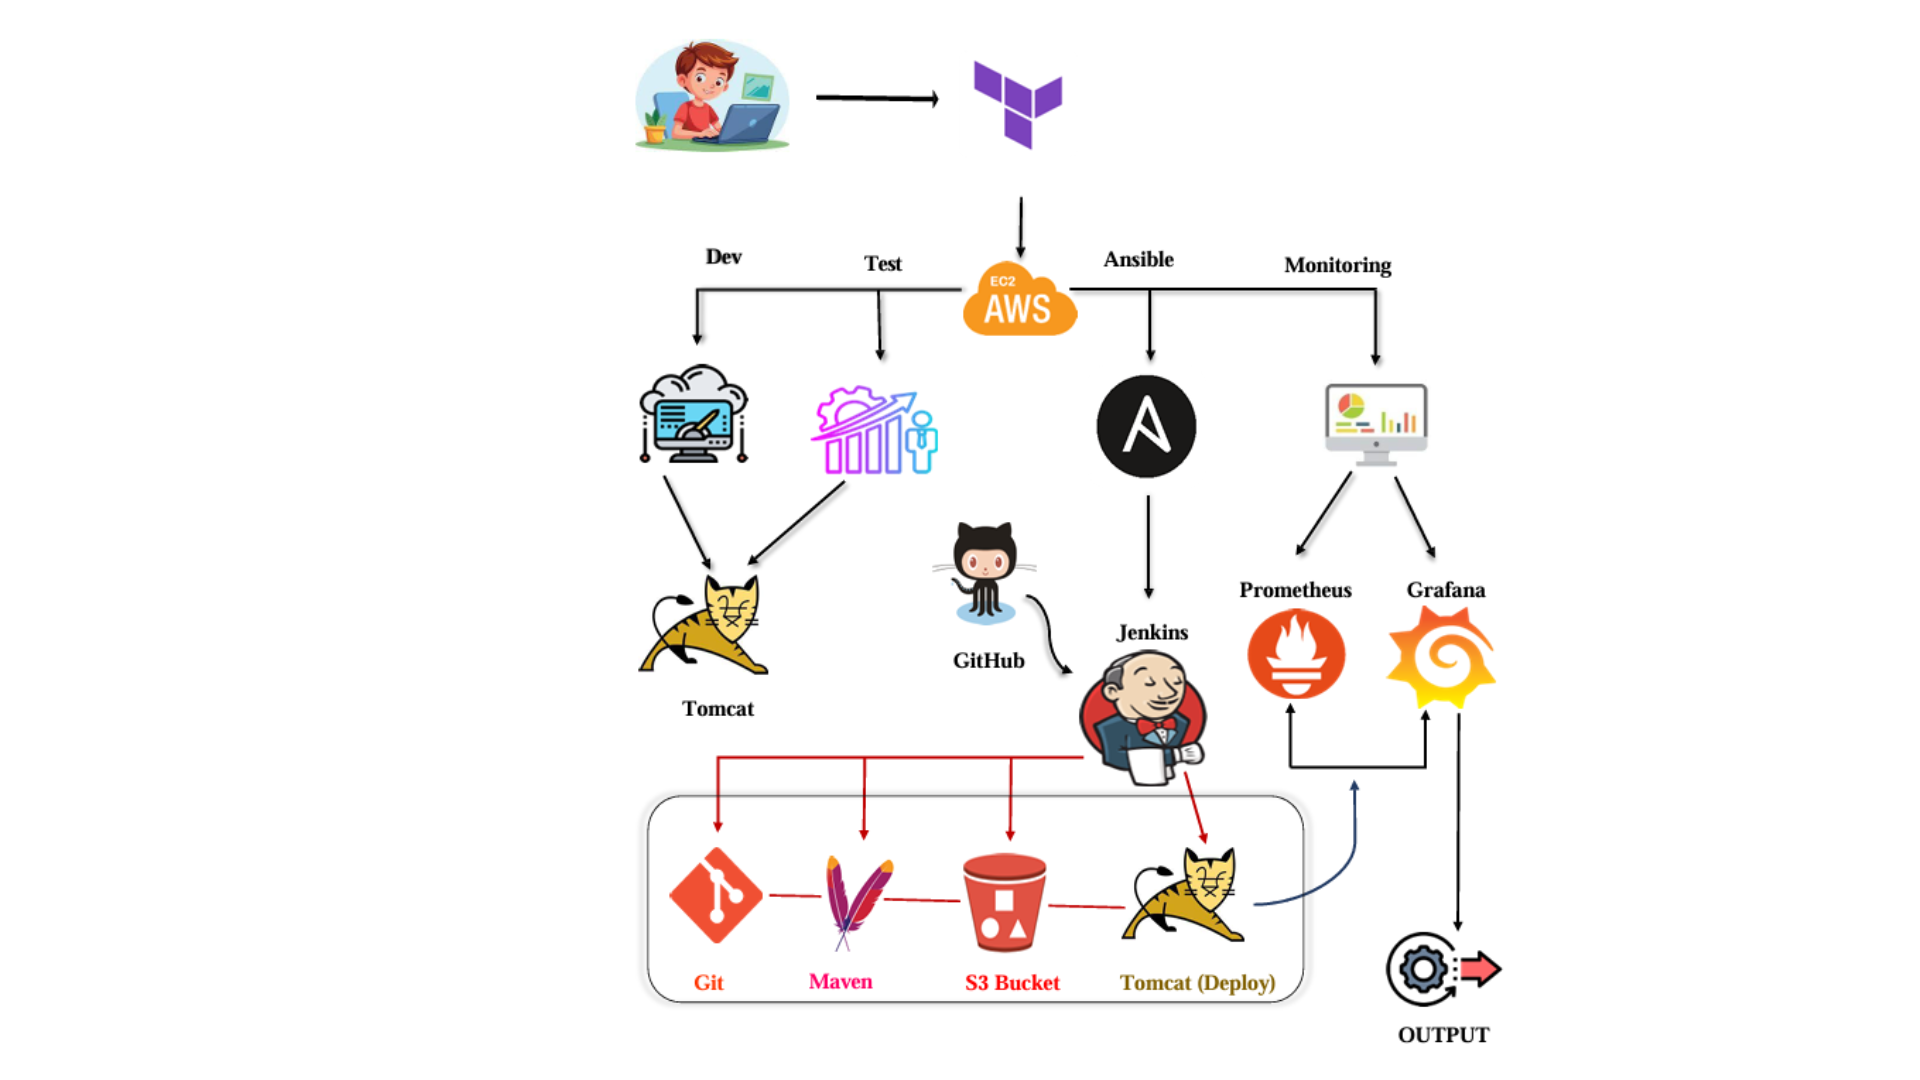 Dev
Test
Ansible
Monitoring
EC2
AWS
Prometheus
Grafana
Jenkins
GitHub
Tomcat
Git
Maven
S3 Bucket
Tomcat (Deploy)
OUTPUT